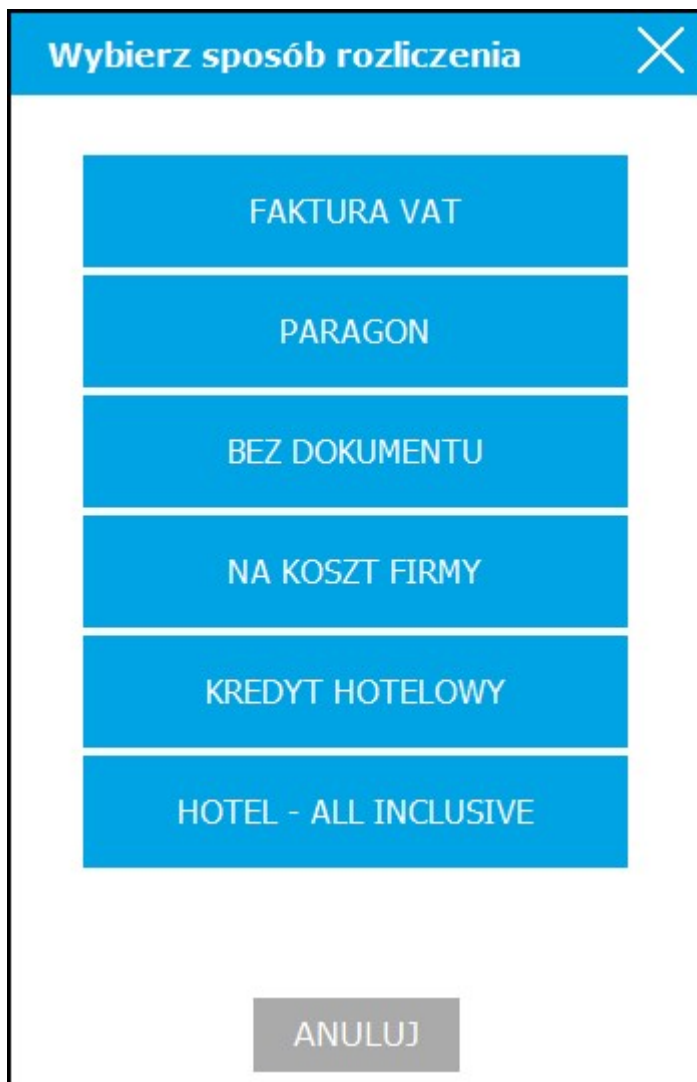 Wybierz sposób rozliczenia
FAKTURA VAT
PARAGON
BEZ DOKUMENTU
NA KOSZT FIRMY
KREDYT HOTELOWY
HOTEL - ALL INCLUSIVE
ANULUJ